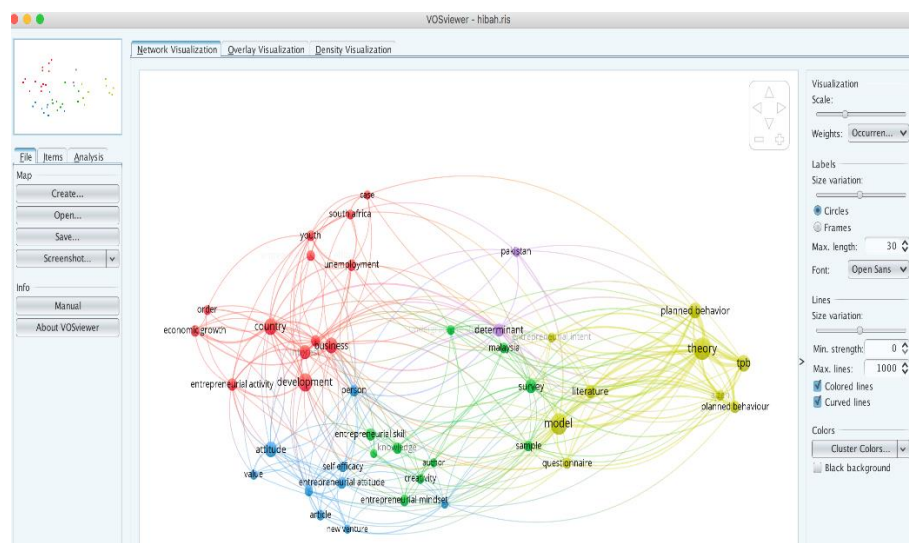 VOSviewer - hibah.ris
Network Visualization Overlay Visualization Density Visualization
File Items Analysis
Map
Create...
Open...
Save...
Screenshot...
Info
Manual
About VOSviewer
case
south africa
youth
unemployment
pakistan
order
economic growth
country
business
determinant
entrepreneurial intent
malaysia
planned behavior
theory
tpb
entrepreneurial activity
development
person
survey
literature
planned behaviour
model
entrepreneurial skill
knowledge
sample
attitude
value
self efficacy
author
questionnaire
entrepreneurial attitude
creativity
entrepreneurial mindset
article
new venture
Visualization
Scale:
Weights: Occurren...
Labels
Size variation:
Circles
Frames
Max. length: 30
Font: Open Sans
Lines
Size variation:
Min. strength: 0
Max. lines: 1000
Colored lines
Curved lines
Colors
Cluster Colors...
Black background
>